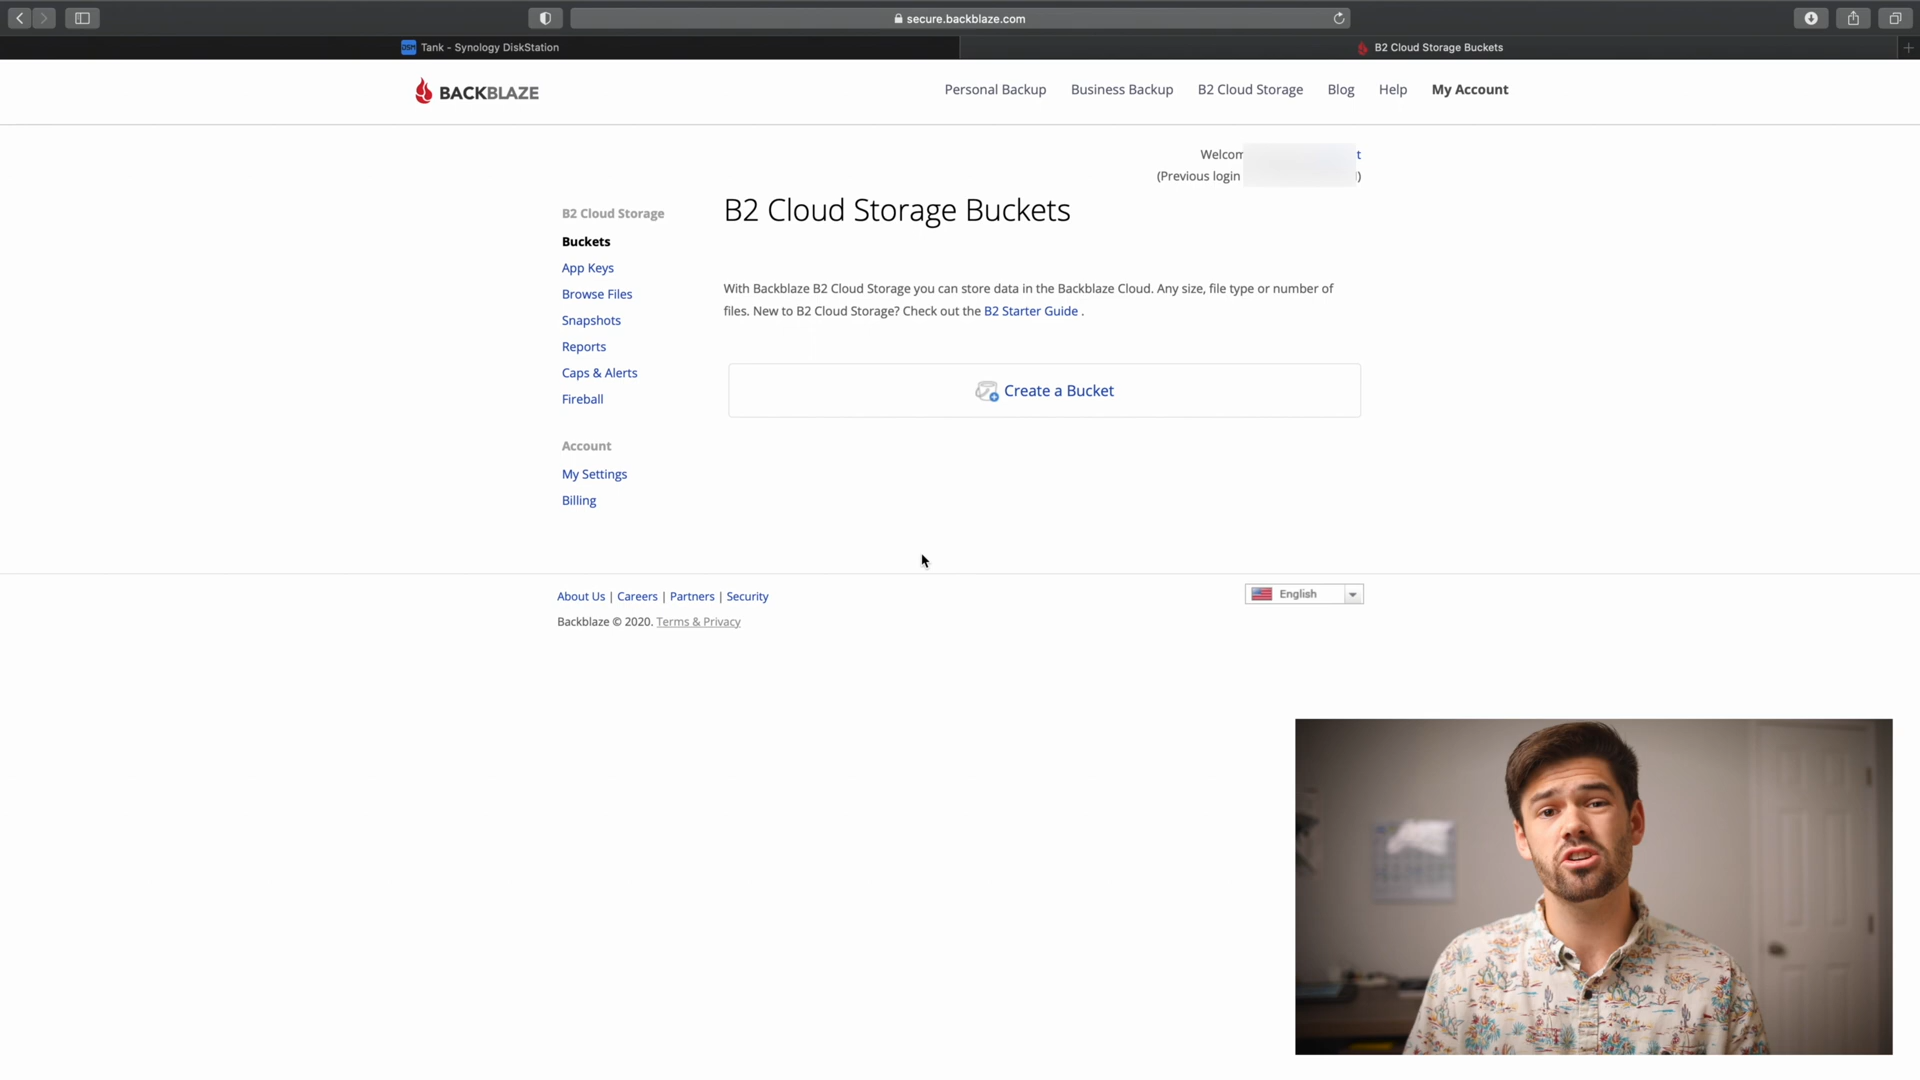 secure.backblaze.com
DSM Tank - Synology DiskStation
B2 Cloud Storage Buckets
BACKBLAZE
Personal Backup
Business Backup
B2 Cloud Storage
Blog
Help
My Account
(Previous login
)
B2 Cloud Storage
Buckets
App Keys
Browse Files
Snapshots
Reports
Caps & Alerts
Fireball
Account
My Settings
Billing
B2 Cloud Storage Buckets
With Backblaze B2 Cloud Storage you can store data in the Backblaze Cloud. Any size, file type or number of
files. New to B2 Cloud Storage? Check out the B2 Starter Guide .
Create a Bucket
About Us | Careers | Partners | Security
English
Backblaze © 2020. Terms & Privacy